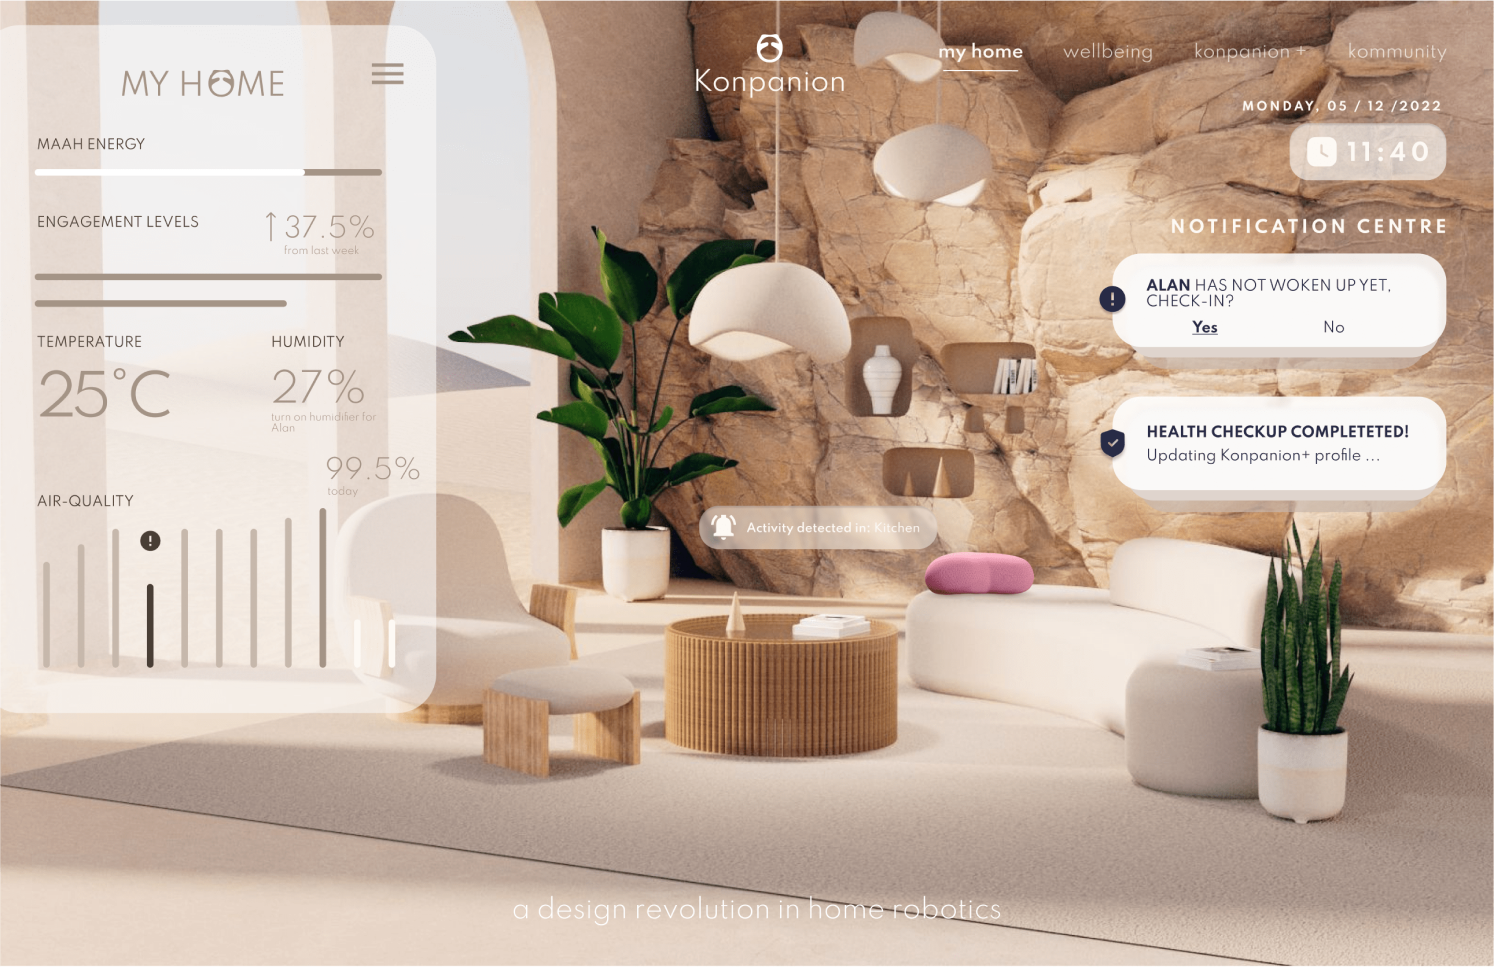 MY HOME
MAAH ENERGY
ENGAGEMENT LEVELS
↑ 37.5%
from last week
TEMPERATURE
25°C
HUMIDITY
27%
turn on humidifier for
Alan
99.5%
today
AIR-QUALITY
!
Konpanion
my home wellbeing konpanion + kommunity
MONDAY, 05 / 12 /2022
11:40
NOTIFICATION CENTRE
!
ALAN HAS NOT WOKEN UP YET,
CHECK-IN?
Yes No
HEALTH CHECKUP COMPLETETED!
Updating Konpanion+ profile ...
Activity detected in: Kitchen
a design revolution in home robotics